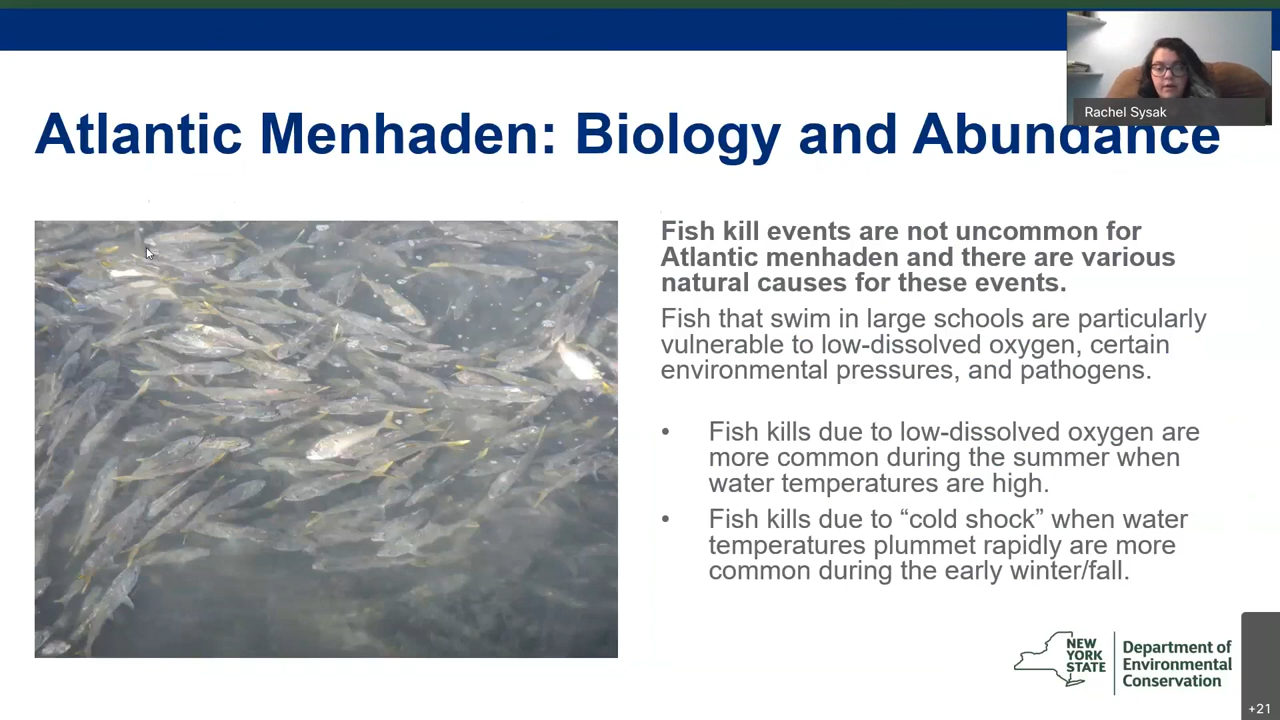 Rachel Sysak
Atlantic Menhaden: Biology and Abundance
Fish kill events are not uncommon for
Atlantic menhaden and there are various
natural causes for these events.
Fish that swim in large schools are particularly
vulnerable to low-dissolved oxygen, certain
environmental pressures, and pathogens.
• Fish kills due to low-dissolved oxygen are
more common during the summer when
water temperatures are high.
• Fish kills due to “cold shock” when water
temperatures plummet rapidly are more
common during the early winter/fall.
NEW
YORK
STATE
Department of
Environmental
Conservation
+21